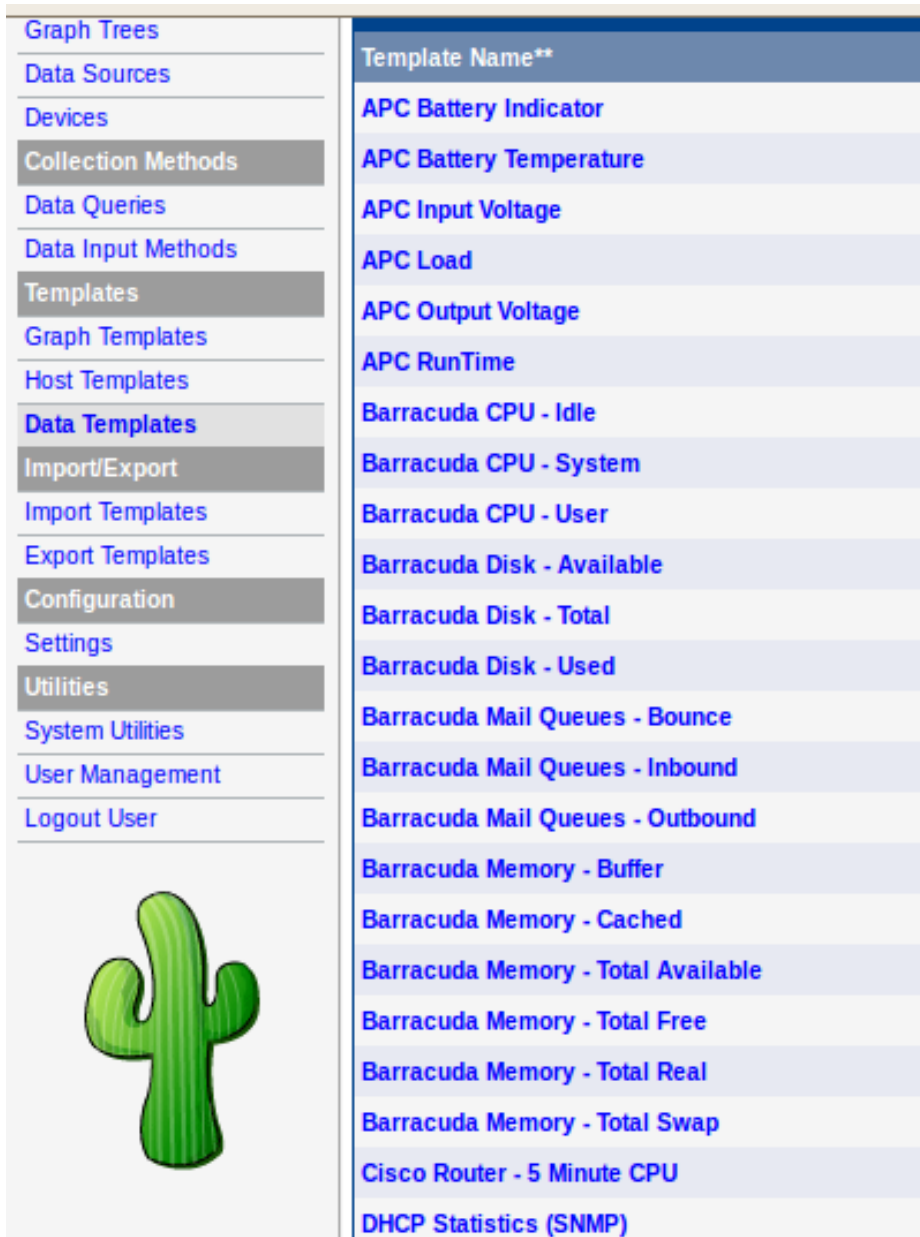 Graph Trees
Data Sources
Devices
Collection Methods
Data Queries
Data Input Methods
Templates
Graph Templates
Host Templates
Data Templates
Import/Export
Import Templates
Export Templates
Configuration
Settings
Utilities
System Utilities
User Management
Logout User
Template Name**
APC Battery Indicator
APC Battery Temperature
APC Input Voltage
APC Load
APC Output Voltage
APC RunTime
Barracuda CPU - Idle
Barracuda CPU - System
Barracuda CPU - User
Barracuda Disk - Available
Barracuda Disk - Total
Barracuda Disk - Used
Barracuda Mail Queues - Bounce
Barracuda Mail Queues - Inbound
Barracuda Mail Queues - Outbound
Barracuda Memory - Buffer
Barracuda Memory - Cached
Barracuda Memory - Total Available
Barracuda Memory - Total Free
Barracuda Memory - Total Real
Barracuda Memory - Total Swap
Cisco Router - 5 Minute CPU
DHCP Statistics (SNMP)